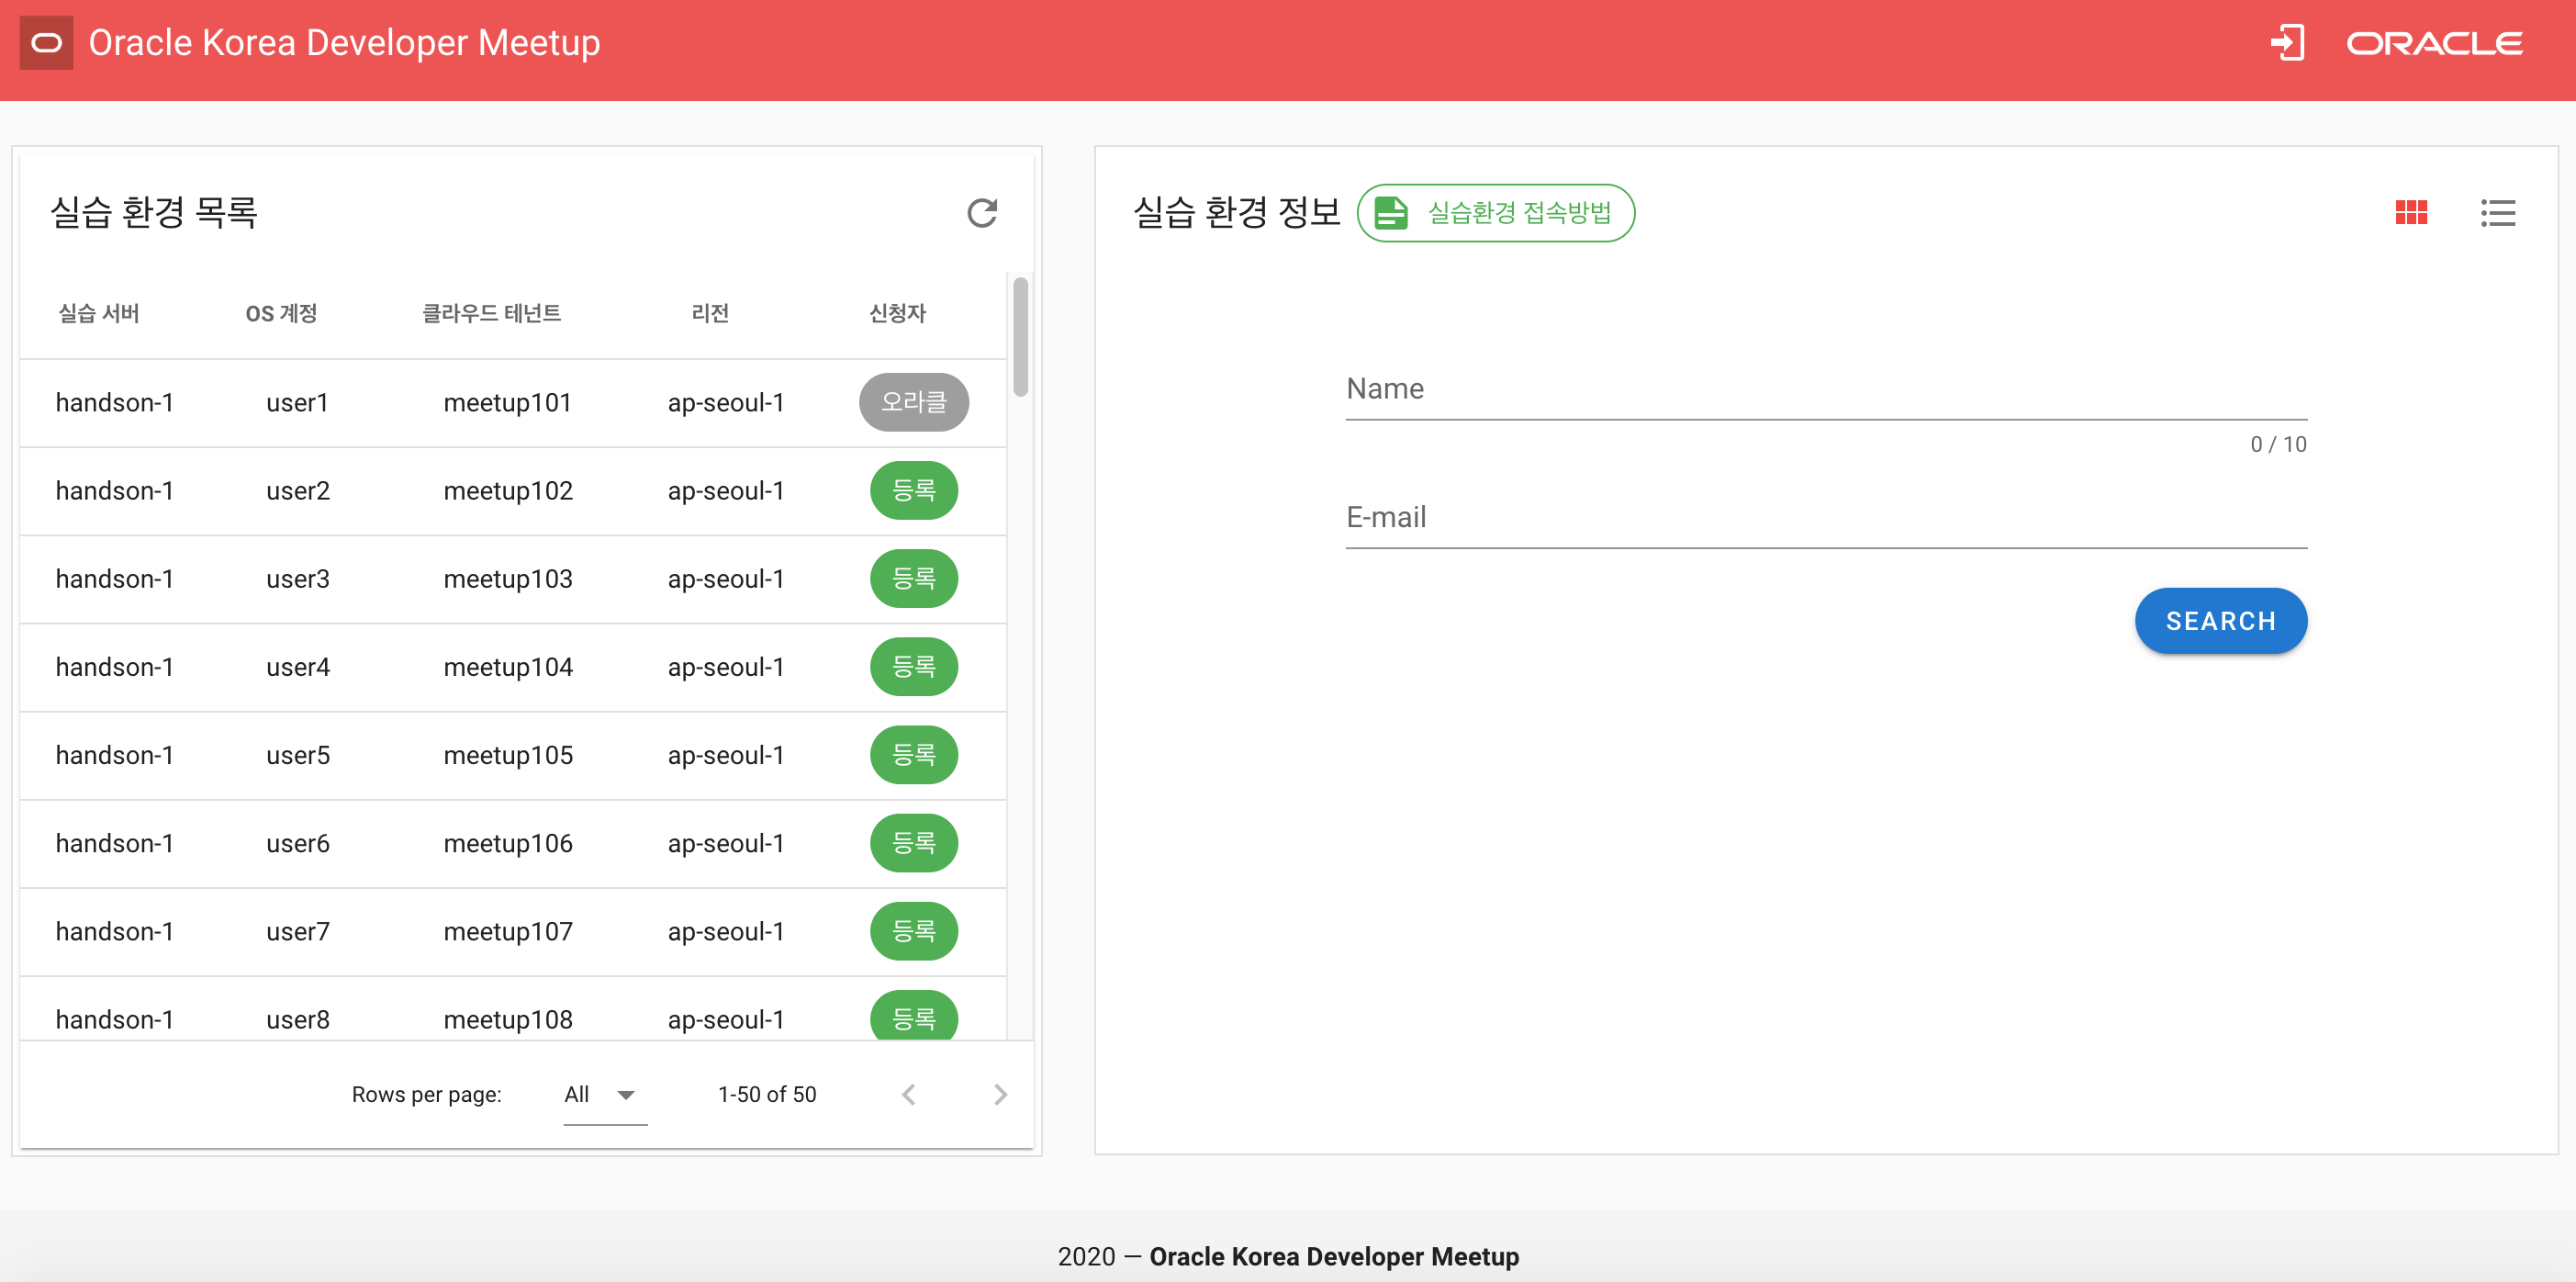 Oracle Korea Developer Meetup
ORACLE
실습 환경 목록
실습 서버 OS 계정 클라우드 테넌트 리전 신청자
handson-1 user1 meetup101 ap-seoul-1 오라클
handson-1 user2 meetup102 ap-seoul-1 등록
handson-1 user3 meetup103 ap-seoul-1 등록
handson-1 user4 meetup104 ap-seoul-1 등록
handson-1 user5 meetup105 ap-seoul-1 등록
handson-1 user6 meetup106 ap-seoul-1 등록
handson-1 user7 meetup107 ap-seoul-1 등록
handson-1 user8 meetup108 ap-seoul-1 등록
Rows per page: All 1-50 of 50
실습 환경 정보 실습환경 접속방법
Name
0 / 10
E-mail
SEARCH
2020 — Oracle Korea Developer Meetup